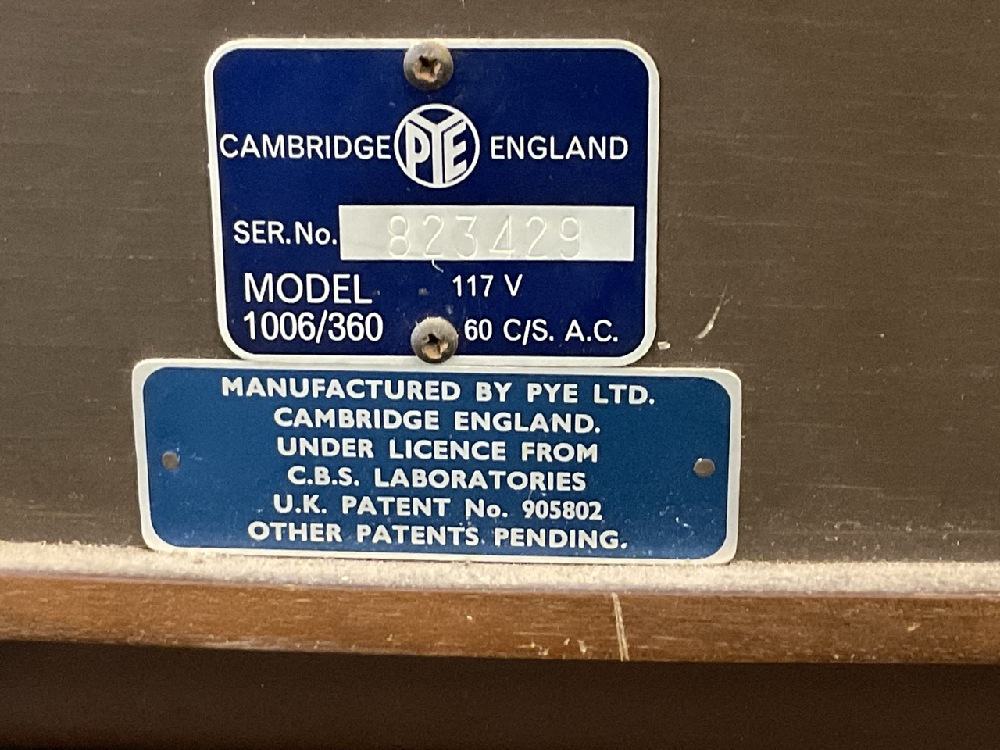 CAMBRIDGE PYE ENGLAND
SER.No. 823429
MODEL 117 V
1006/360 60 C/S. A.C.
MANUFACTURED BY PYE LTD.
CAMBRIDGE ENGLAND.
UNDER LICENCE FROM
C.B.S. LABORATORIES
U.K. PATENT No. 905802
OTHER PATENTS PENDING.